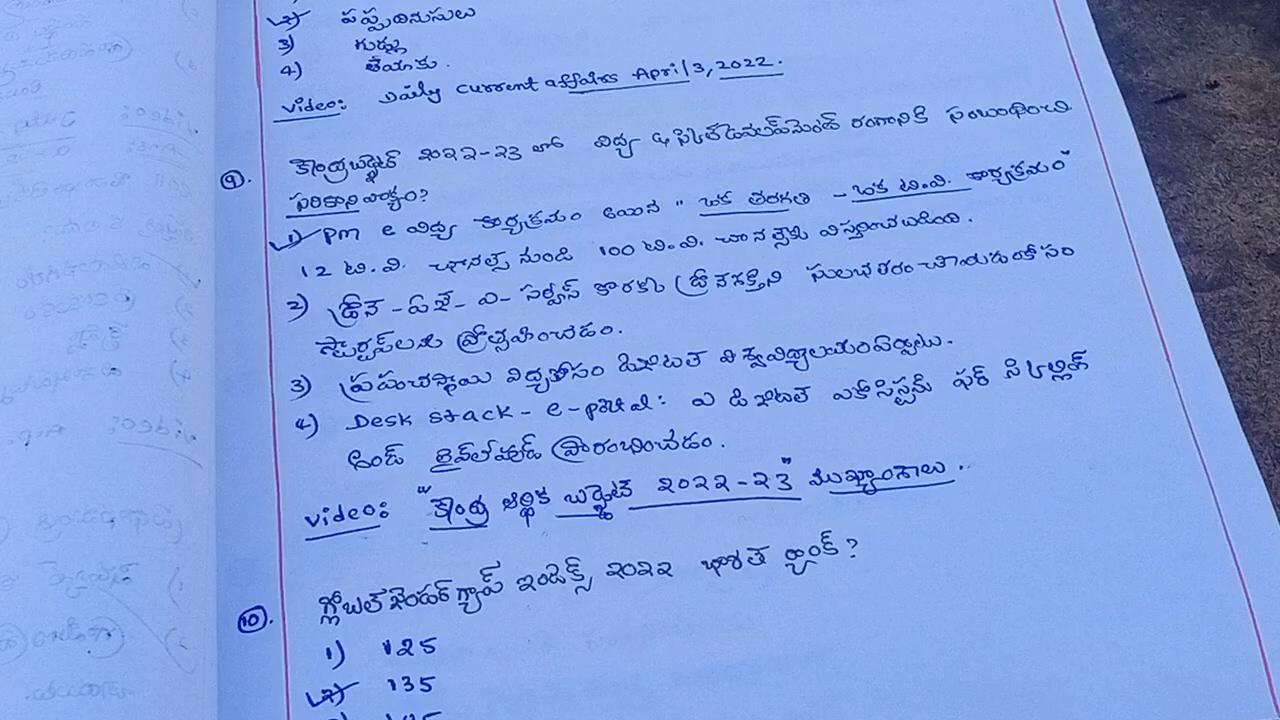 2) పప్పుదినుసులు
3) గుడ్లు
4) తేయాకు.
Video: Daily Current affairs April 3, 2022.
9. కేంద్రబడ్జెట్ 2022-23 లో విద్య & స్కిల్ డెవలప్‌మెంట్ రంగానికి సంబంధించి
సరికాని వాక్యం?
1) PM e విద్య కార్యక్రమం అయిన "ఒక తరగతి - ఒక టి.వి. కార్యక్రమం"
12 టి.వి. ఛానల్స్ నుండి 100 టి.వి. చానల్స్‌కి విస్తరించబడింది.
2) డ్రోన్-ఏజ్-ఎ-సర్వీస్ కొరకు డ్రోన్ శక్తిని సులభతరం చేయడం కోసం
స్టార్టప్‌లను ప్రోత్సహించడం.
3) ప్రపంచస్థాయి విద్యకోసం డిజిటల్ విశ్వవిద్యాలయం ఏర్పాటు.
4) Desk stack - e-portal: ఎ డిజిటల్ ఎకోసిస్టమ్ ఫర్ స్కిల్లింగ్
అండ్ లైవ్‌లీహుడ్ ప్రారంభించడం.
Video: "కేంద్ర ఆర్థిక బడ్జెట్ 2022-23" ముఖ్యాంశాలు.
10. గ్లోబల్ జెండర్ గ్యాప్ ఇండెక్స్ 2022 భారత్ ర్యాంక్?
1) 125
2) 135